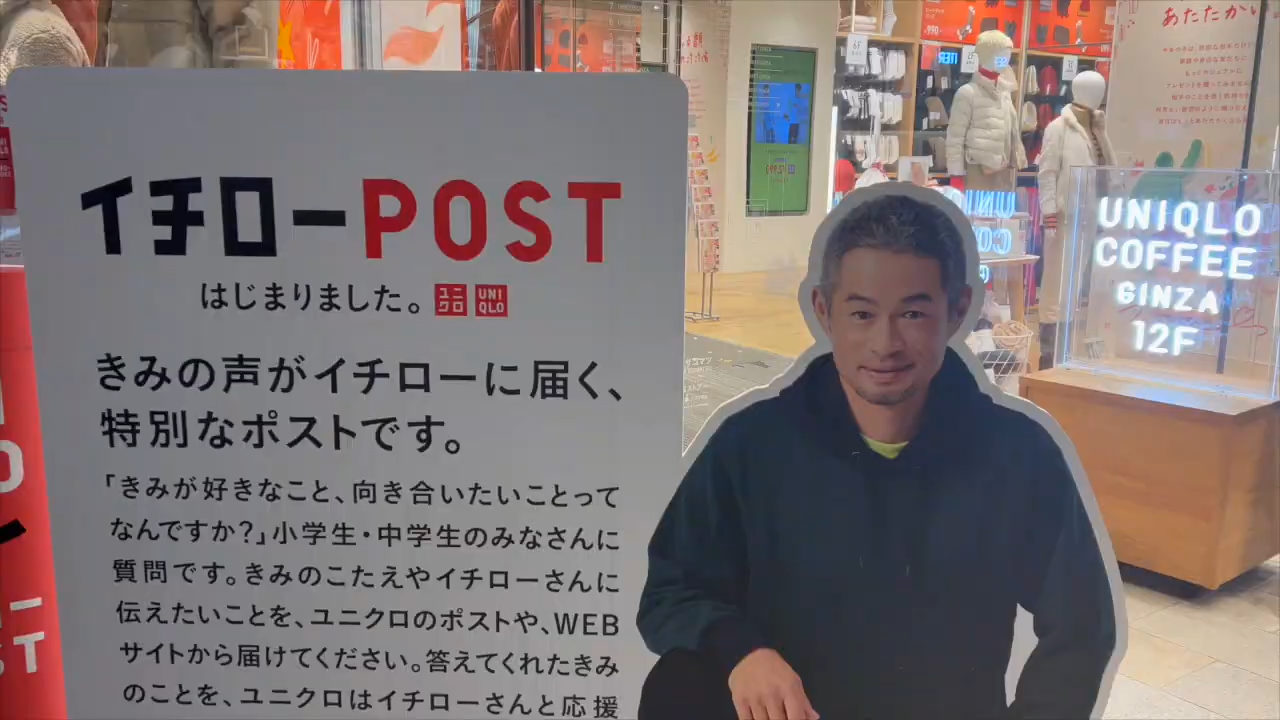 イチローPOST
はじまりました。
ユニクロ
UNIQLO
きみの声がイチローに届く、
特別なポストです。
「きみが好きなこと、向き合いたいことって
なんですか?」小学生・中学生のみなさんに
質問です。きみのこたえやイチローさんに
伝えたいことを、ユニクロのポストや、WEB
サイトから届けてください。答えてくれたきみ
のことを、ユニクロはイチローさんと応援
UNIQLO
COFFEE
GINZA
12F
あたたかい
6F